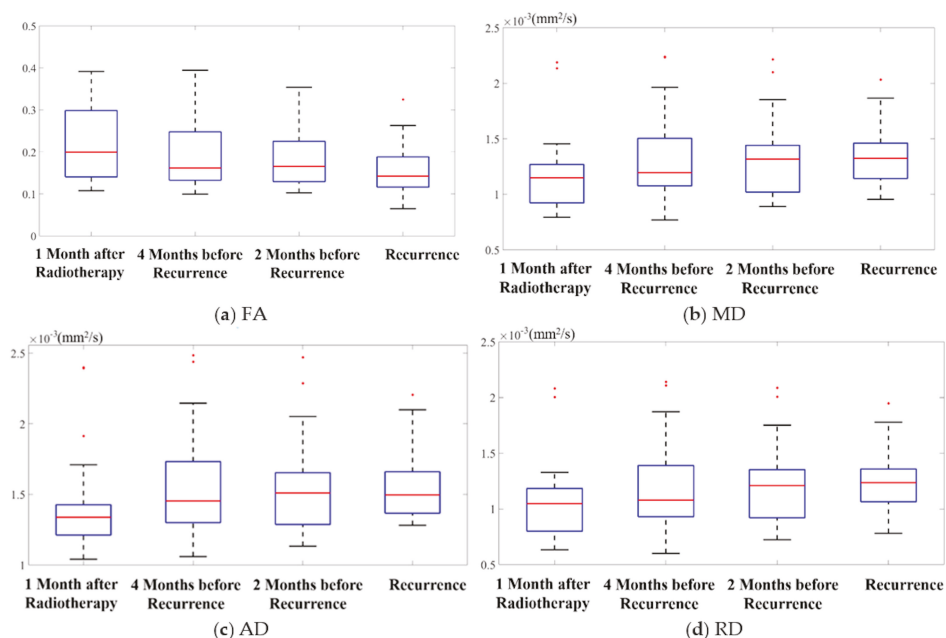 0.5
0.4
0.3
0.2
0.1
0
1 Month after
Radiotherapy
4 Months before
Recurrence
2 Months before
Recurrence
Recurrence
(a) FA
×10⁻³(mm²/s)
2.5
2
1.5
1
0.5
1 Month after
Radiotherapy
4 Months before
Recurrence
2 Months before
Recurrence
Recurrence
(b) MD
×10⁻³(mm²/s)
2.5
2
1.5
1
1 Month after
Radiotherapy
4 Months before
Recurrence
2 Months before
Recurrence
Recurrence
(c) AD
×10⁻³(mm²/s)
2.5
2
1.5
1
0.5
1 Month after
Radiotherapy
4 Months before
Recurrence
2 Months before
Recurrence
Recurrence
(d) RD